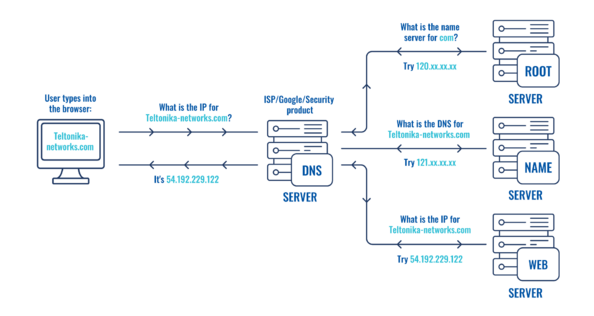 User types into
the browser:
Teltonika-
networks.com
What is the IP for
Teltonika-networks.com?
It's 54.192.229.122
ISP/Google/Security
product
DNS
SERVER
What is the name
server for com?
Try 120.xx.xx.xx
ROOT
SERVER
What is the DNS for
Teltonika-networks.com
Try 121.xx.xx.xx
NAME
SERVER
What is the IP for
Teltonika-networks.com
Try 54.192.229.122
WEB
SERVER